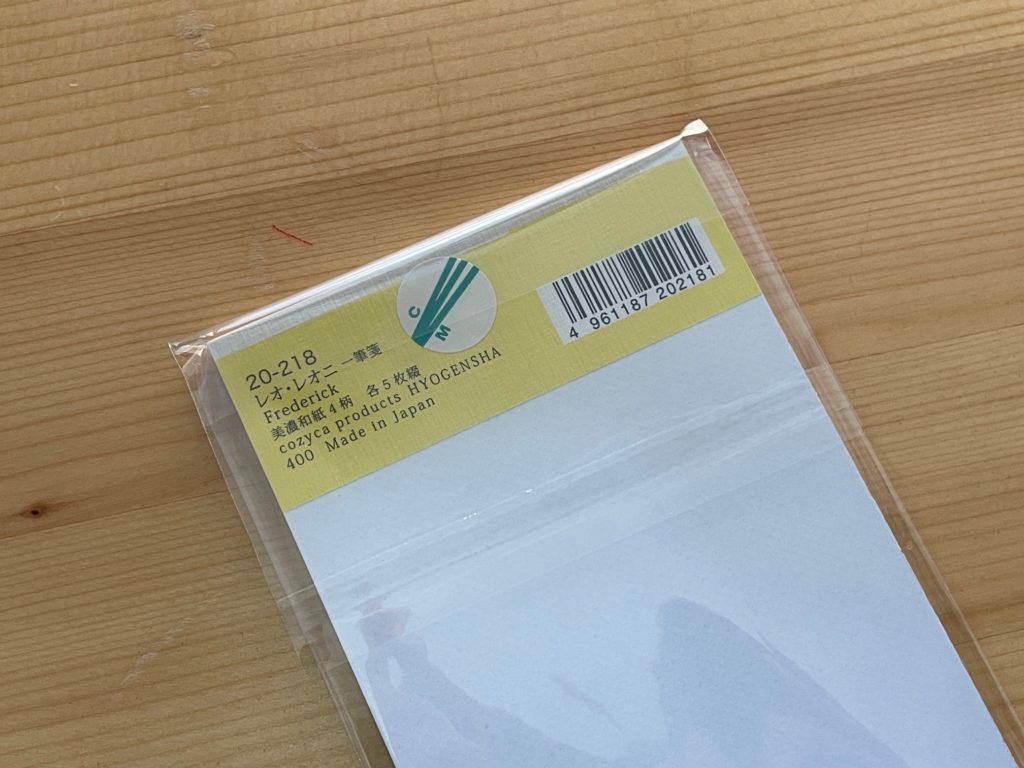 20-218
レオ・レオニ 一筆箋
Frederick
美濃和紙4柄 各5枚綴
cozyca products HYOGENSHA
400 Made in Japan
C
M
4 961187 202181